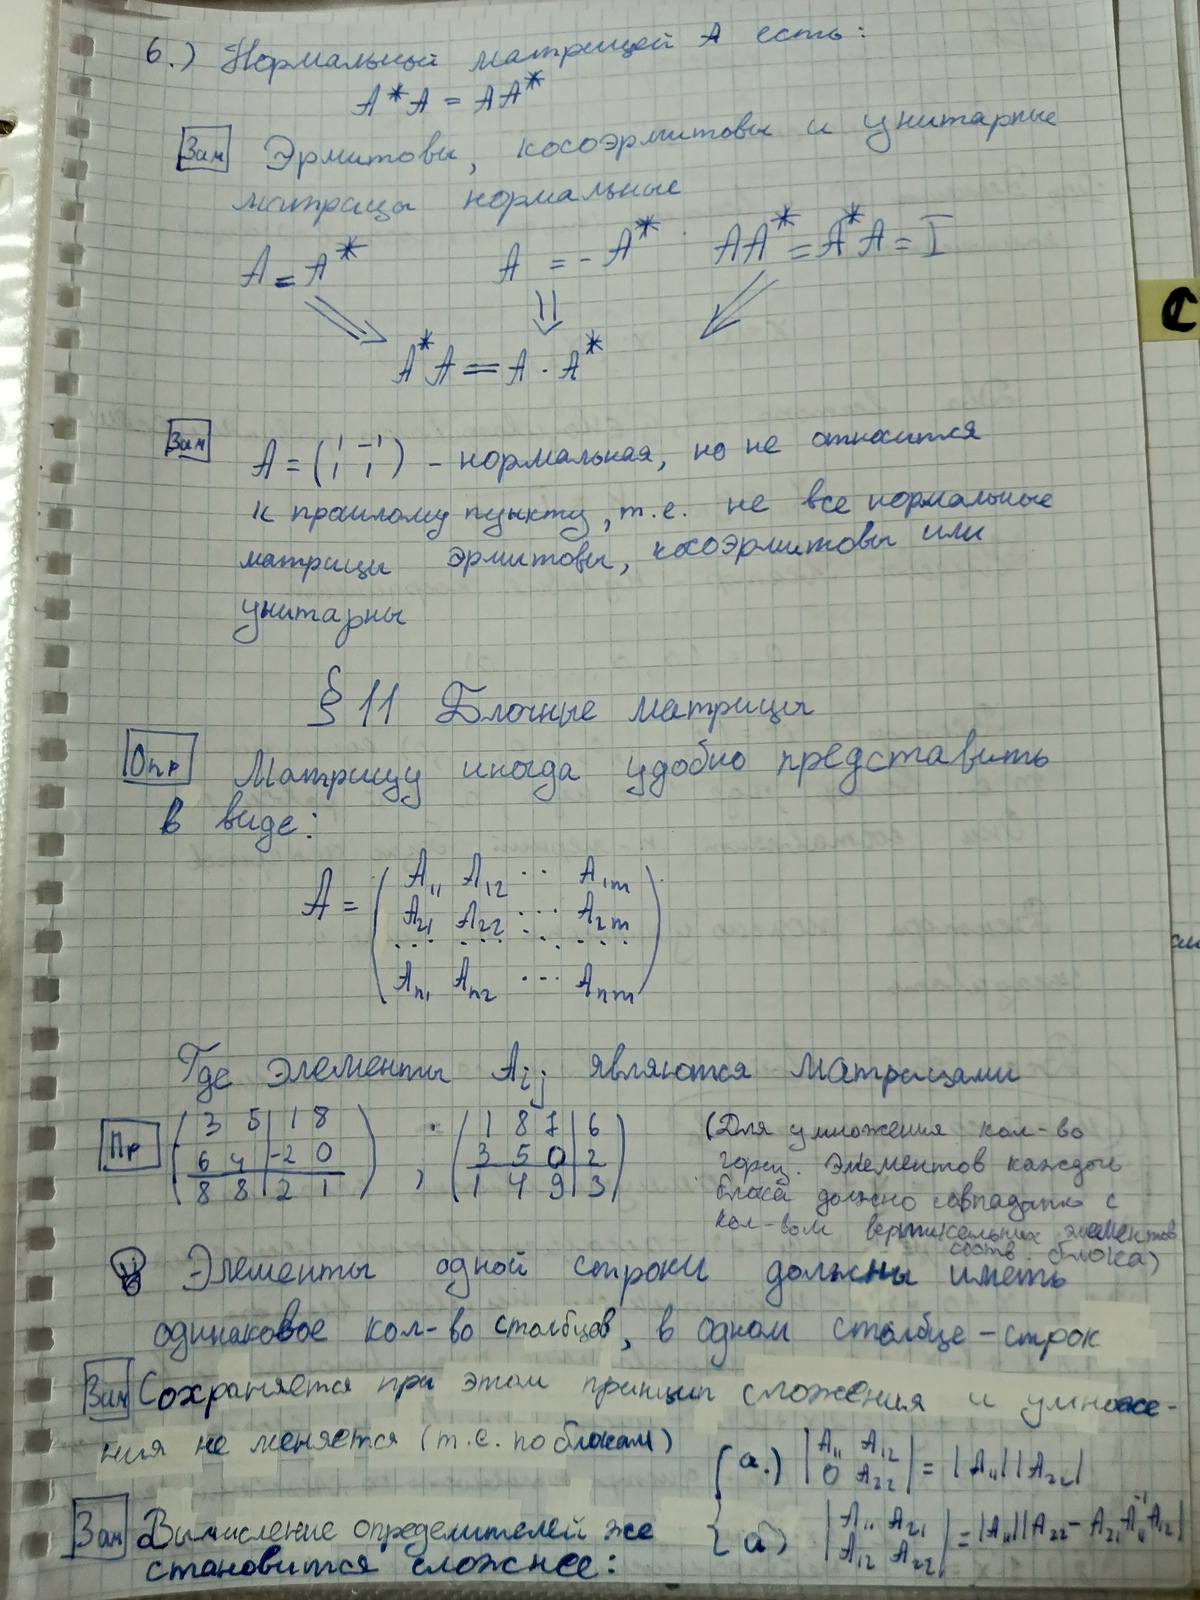 6.) Нормальный матрицей A есть:
A*A = AA*
Зам Эрмитовы, косоэрмитовы и унитарные
матрицы нормальные
A = A* A = -A* AA* = A*A = I
A*A = A · A*
Зам A = (1 -1 1 1) - нормальная, но не относится
к прошлому пункту, т.е. не все нормальные
матрицы эрмитовы, косоэрмитовы или
унитарны
§ 11 Блочные матрицы
Опр Матрицу иногда удобно представить
в виде:
A₁₁ A₁₂ ... A₁ₘ
A = A₂₁ A₂₂ ... A₂ₘ
... ... ... ...
Aₙ₁ Aₙ₂ ... Aₙₘ
Где элементы Aᵢⱼ являются матрицами
Пр (3 5 | 1 8
6 4 | -2 0
8 8 | 2 1) ; (1 8 7 | 6
3 5 0 | 2
1 4 9 | 3)
(Для умножения кол-во
гориз. элементов каждого
блока должно совпадать с
кол-вом вертикальных элементов
соотв. блока)
Элементы одной строки должны иметь
одинаковое кол-во столбцов, в одном столбце - строк
Зам Сохраняется при этом принцип сложения и умноже-
ния не меняется (т.е. по блокам)
Зам Вычисление определителей же
становится сложнее:
а.) |A₁₁ A₁₂ 0 A₂₂| = |A₁₁||A₂₂|
а) |A₁₁ A₂₁ A₁₂ A₂₂| = |A₁₁||A₂₂ - A₂₁A₁₁⁻¹A₁₂|
C